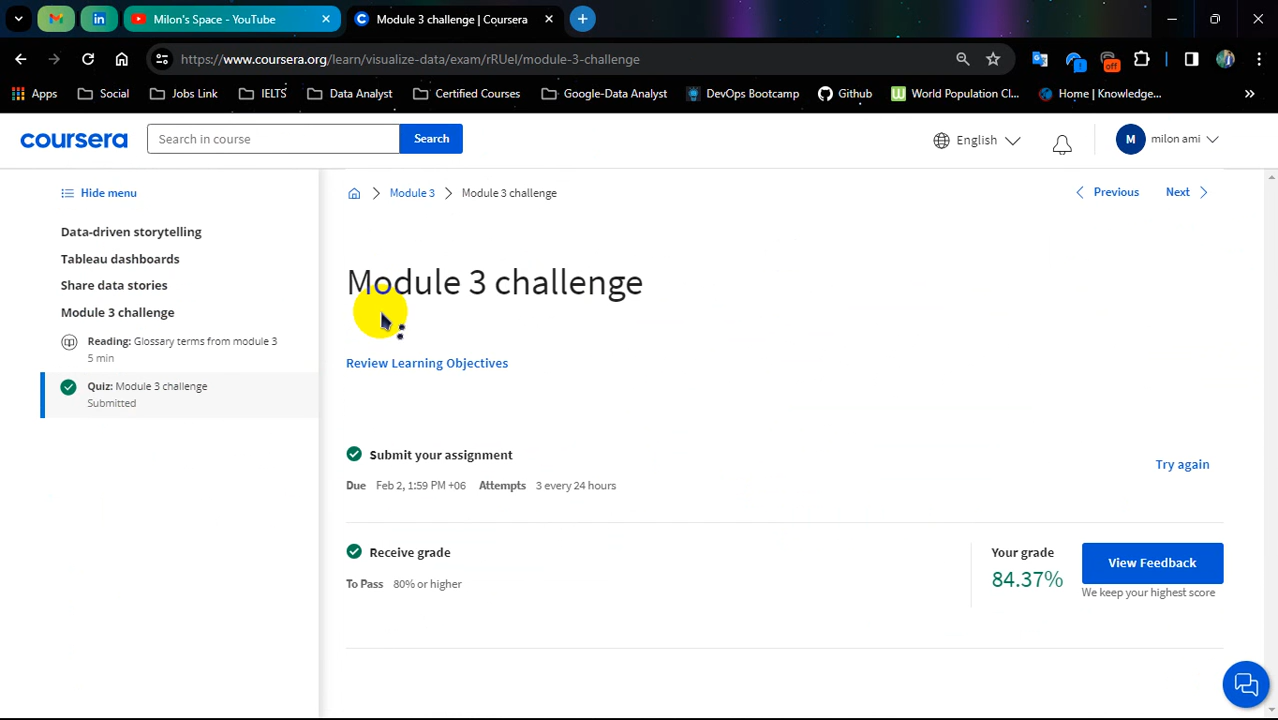 Milon's Space - YouTube
Module 3 challenge | Coursera
https://www.coursera.org/learn/visualize-data/exam/rRUel/module-3-challenge
off
Apps
Social
Jobs Link
IELTS
Data Analyst
Certified Courses
Google-Data Analyst
DevOps Bootcamp
Github
World Population Cl...
Home | Knowledge...
coursera
Search in course
Search
English
M
milon ami
Hide menu
Module 3
Module 3 challenge
Previous
Next
Data-driven storytelling
Tableau dashboards
Share data stories
Module 3 challenge
Reading: Glossary terms from module 3
5 min
Quiz: Module 3 challenge
Submitted
Module 3 challenge
Review Learning Objectives
Submit your assignment
Due Feb 2, 1:59 PM +06 Attempts 3 every 24 hours
Try again
Receive grade
To Pass 80% or higher
Your grade
84.37%
View Feedback
We keep your highest score